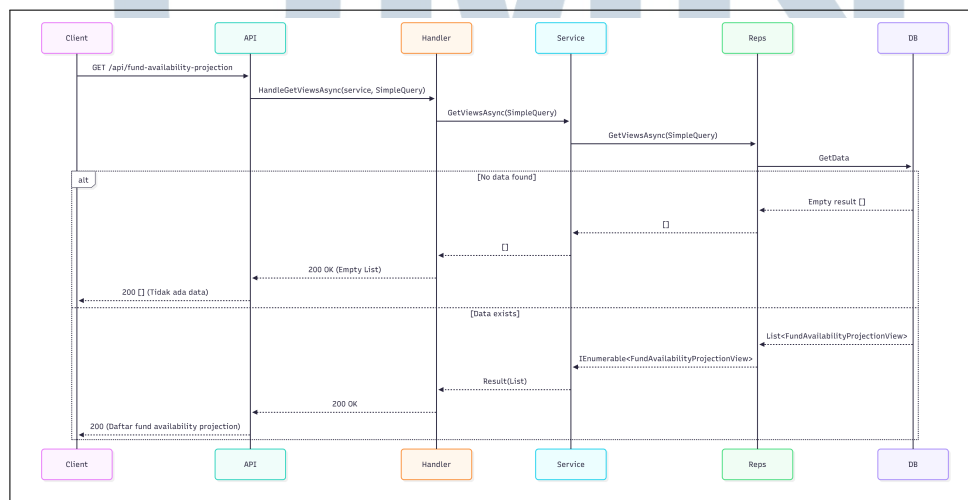 Client
API
Handler
Service
Reps
DB
GET /api/fund-availability-projection
HandleGetViewsAsync(service, SimpleQuery)
GetViewsAsync(SimpleQuery)
GetViewsAsync(SimpleQuery)
GetData
alt
[No data found]
Empty result []
[]
[]
200 OK (Empty List)
200 [] (Tidak ada data)
[Data exists]
List<FundAvailabilityProjectionView>
IEnumerable<FundAvailabilityProjectionView>
Result(List)
200 OK
200 (Daftar fund availability projection)
Client
API
Handler
Service
Reps
DB